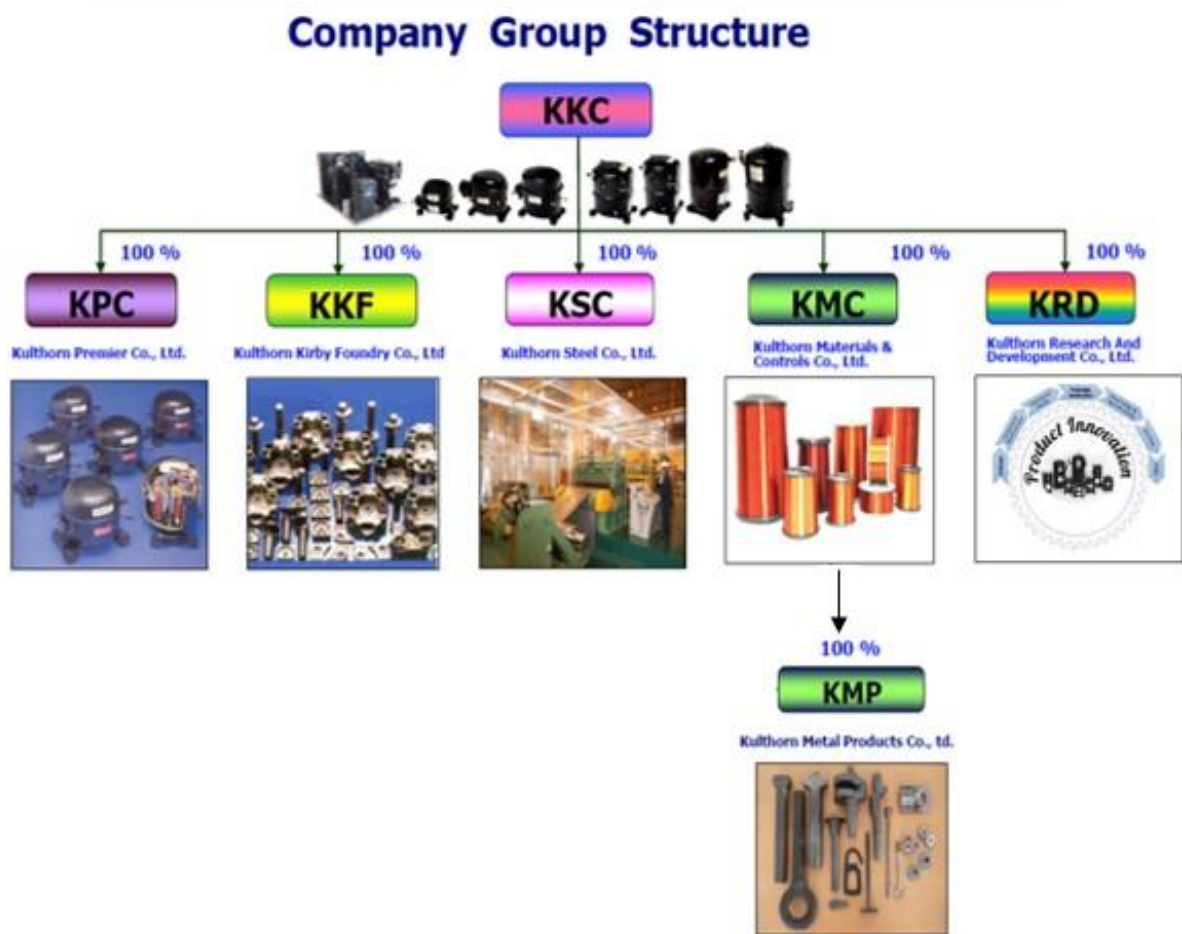 Company Group Structure
KKC
100 %
100 %
100 %
100 %
KPC
KKF
KSC
KMC
KRD
Kulthorn Premier Co., Ltd.
Kulthorn Kirby Foundry Co., Ltd
Kulthorn Steel Co., Ltd.
Kulthorn Materials &
Controls Co., Ltd.
Kulthorn Research And
Development Co., Ltd.
Product Innovation
100 %
KMP
Kulthorn Metal Products Co., td.